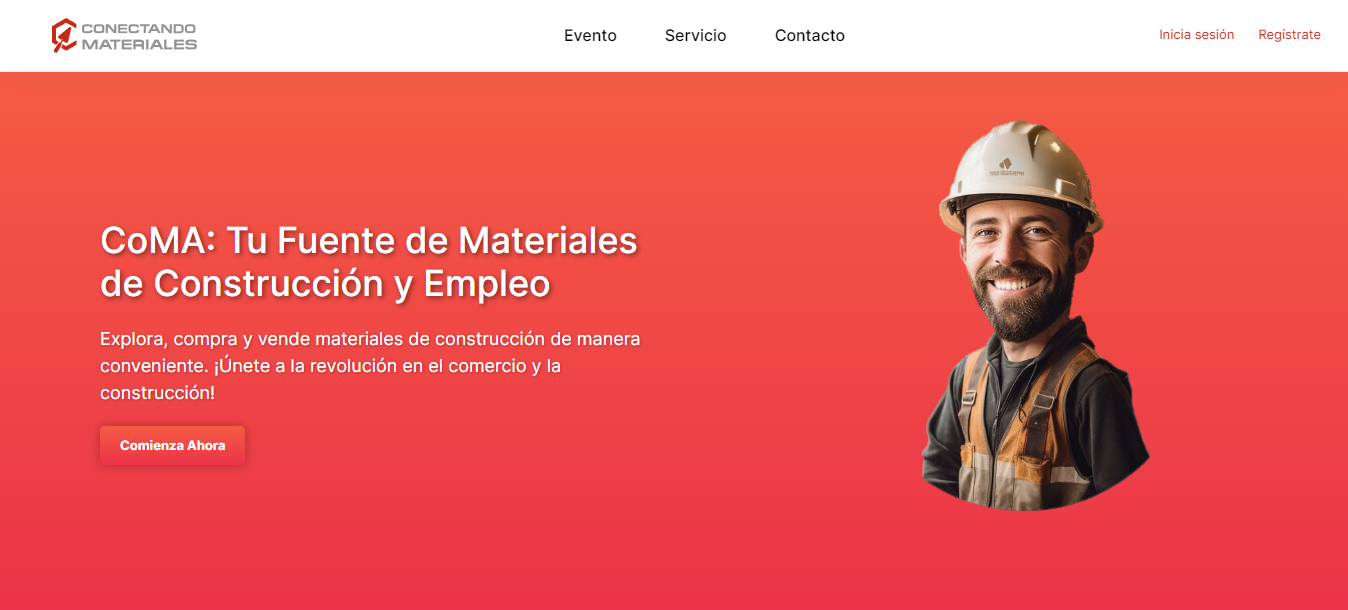 CONECTANDO
MATERIALES
Evento
Servicio
Contacto
Inicia sesión
Regístrate
CoMA: Tu Fuente de Materiales
de Construcción y Empleo
Explora, compra y vende materiales de construcción de manera
conveniente. ¡Únete a la revolución en el comercio y la
construcción!
Comienza Ahora